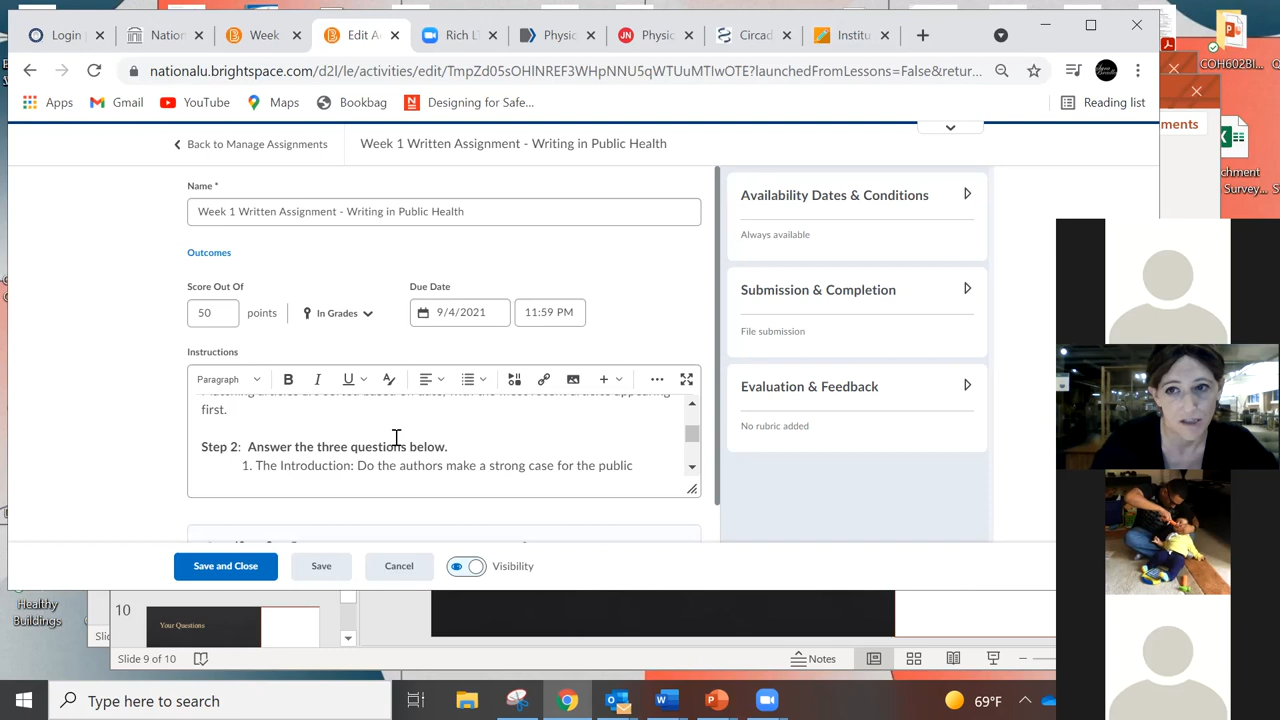 Login
Nation
Week
Edit A
Rich L
Physic
Physic
Circad
Institu
nationalu.brightspace.com/d2l/le/activities/edit/
?launchedFromLessons=False&retur...
Apps
Gmail
YouTube
Maps
Bookbag
Designing for Safe...
Reading list
COH602Bl...
ments
chment
Survey...
Back to Manage Assignments
Week 1 Written Assignment - Writing in Public Health
Name *
Week 1 Written Assignment - Writing in Public Health
Outcomes
Score Out Of
Due Date
50
points
In Grades
9/4/2021
11:59 PM
Instructions
Paragraph
B
I
U
first.
Step 2: Answer the three questions below.
1. The Introduction: Do the authors make a strong case for the public
Availability Dates & Conditions
Always available
Submission & Completion
File submission
Evaluation & Feedback
No rubric added
Save and Close
Save
Cancel
Visibility
Healthy
Buildings
10
Your Questions
Slide 9 of 10
Notes
Type here to search
69°F